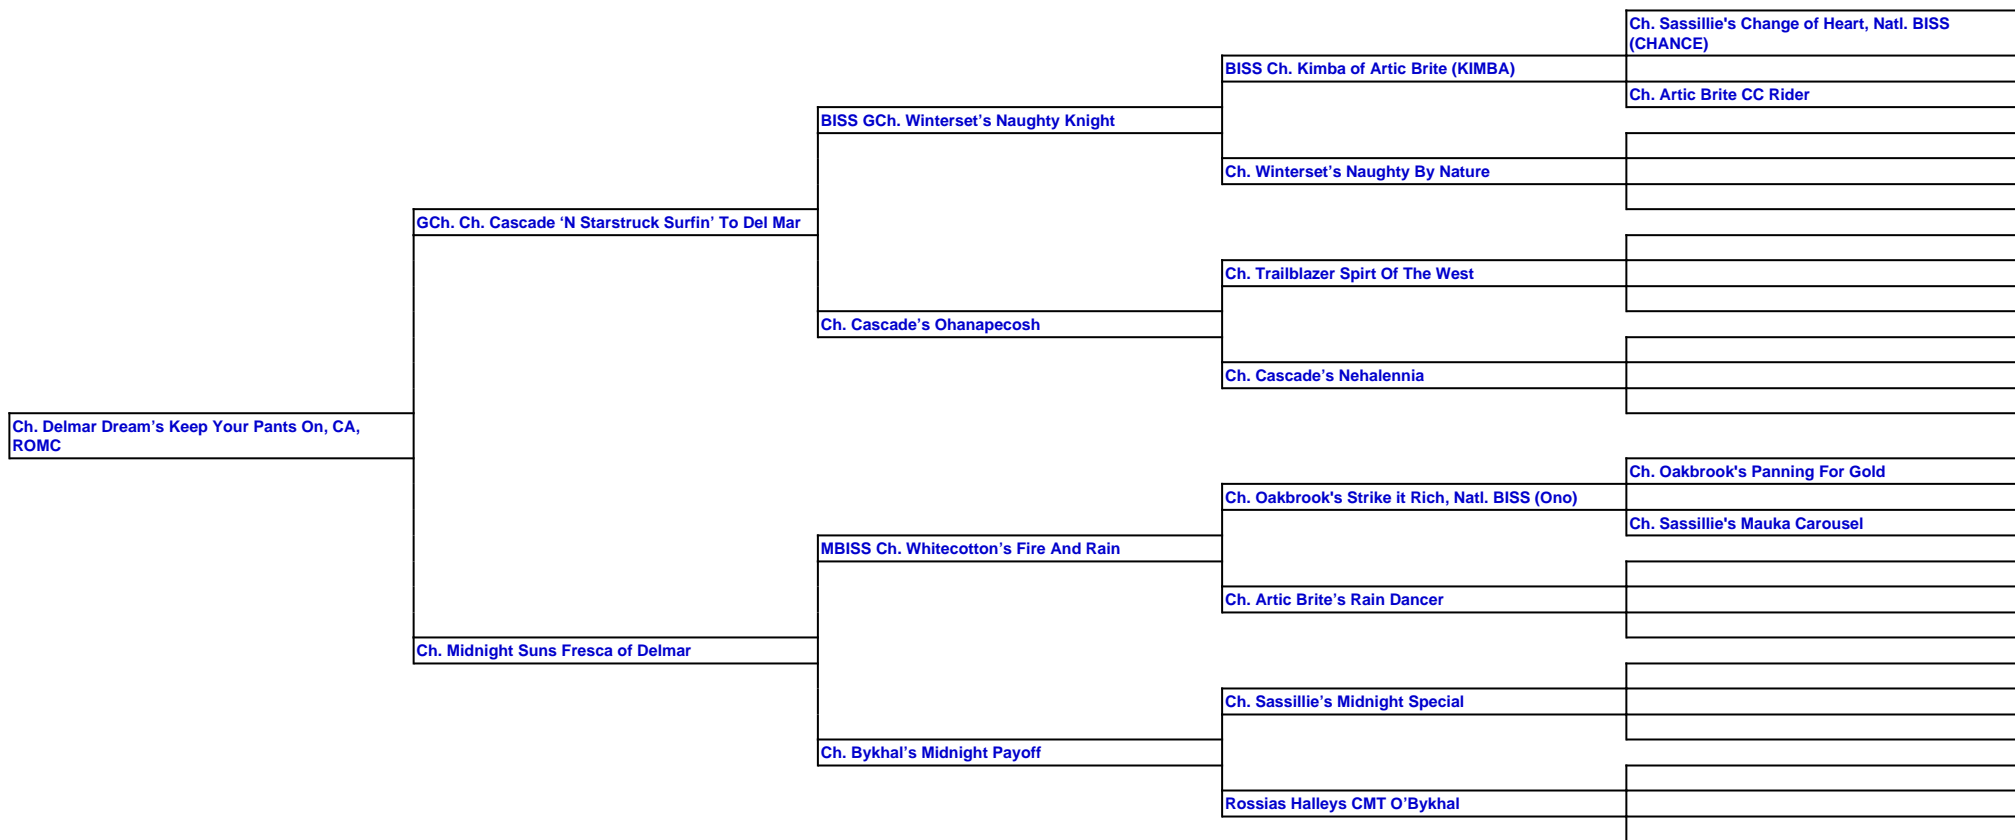 Ch. Sassillie's Change of Heart, Natl. BISS
(CHANCE)
BISS Ch. Kimba of Artic Brite (KIMBA)
Ch. Artic Brite CC Rider
BISS GCh. Winterset’s Naughty Knight
Ch. Winterset’s Naughty By Nature
GCh. Ch. Cascade ‘N Starstruck Surfin’ To Del Mar
Ch. Trailblazer Spirt Of The West
Ch. Cascade’s Ohanapecosh
Ch. Cascade’s Nehalennia
Ch. Delmar Dream’s Keep Your Pants On, CA,
ROMC
Ch. Oakbrook's Panning For Gold
Ch. Oakbrook's Strike it Rich, Natl. BISS (Ono)
Ch. Sassillie's Mauka Carousel
MBISS Ch. Whitecotton’s Fire And Rain
Ch. Artic Brite’s Rain Dancer
Ch. Midnight Suns Fresca of Delmar
Ch. Sassillie’s Midnight Special
Ch. Bykhal’s Midnight Payoff
Rossias Halleys CMT O’Bykhal